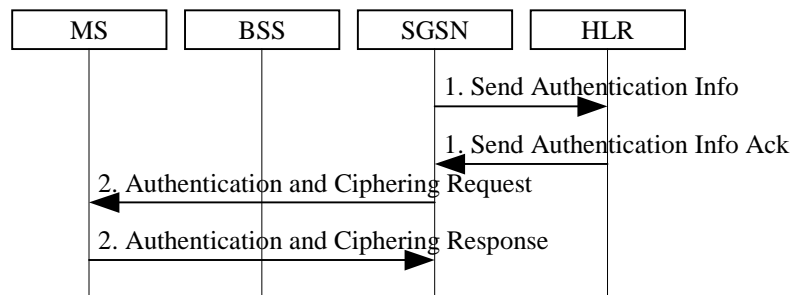 MS BSS SGSN HLR
1. Send Authentication Info
1. Send Authentication Info Ack
2. Authentication and Ciphering Request
2. Authentication and Ciphering Response